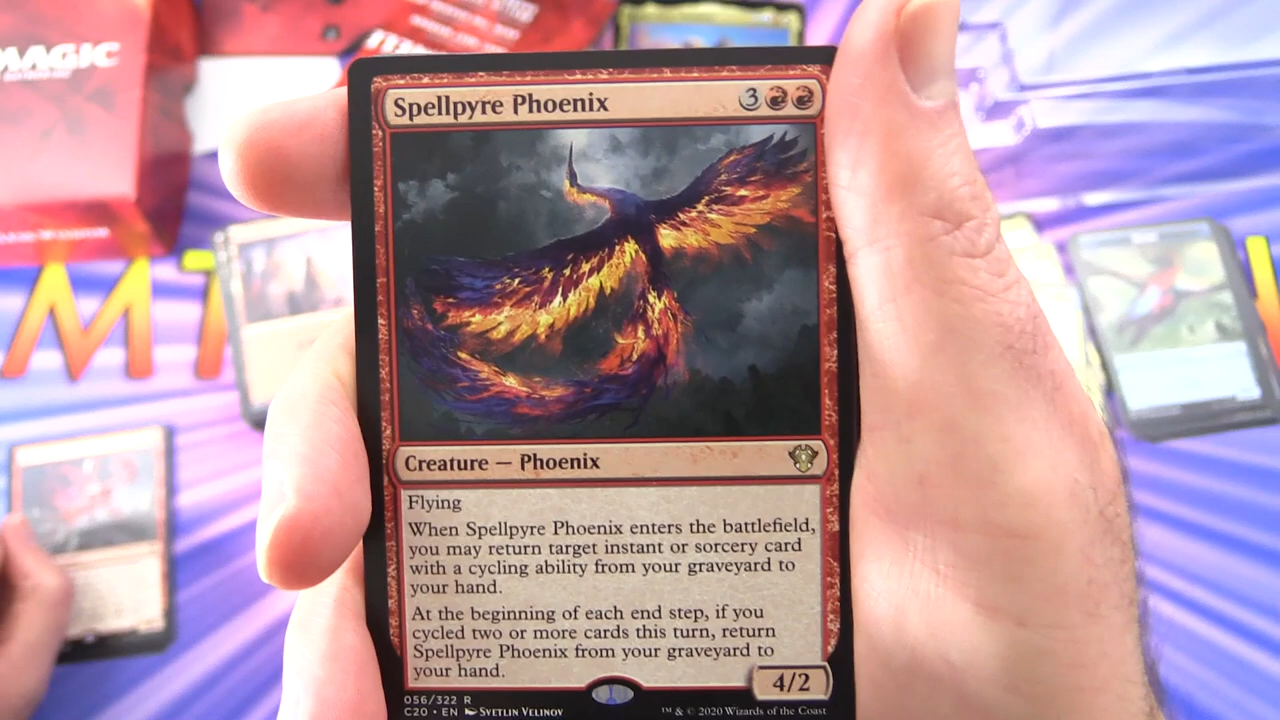 MAGIC
MT
Spellpyre Phoenix
3
Creature — Phoenix
Flying
When Spellpyre Phoenix enters the battlefield,
you may return target instant or sorcery card
with a cycling ability from your graveyard to
your hand.
At the beginning of each end step, if you
cycled two or more cards this turn, return
Spellpyre Phoenix from your graveyard to
your hand.
4/2
056/322 R
C20 • EN Svetlin Velinov
™ & © 2020 Wizards of the Coast